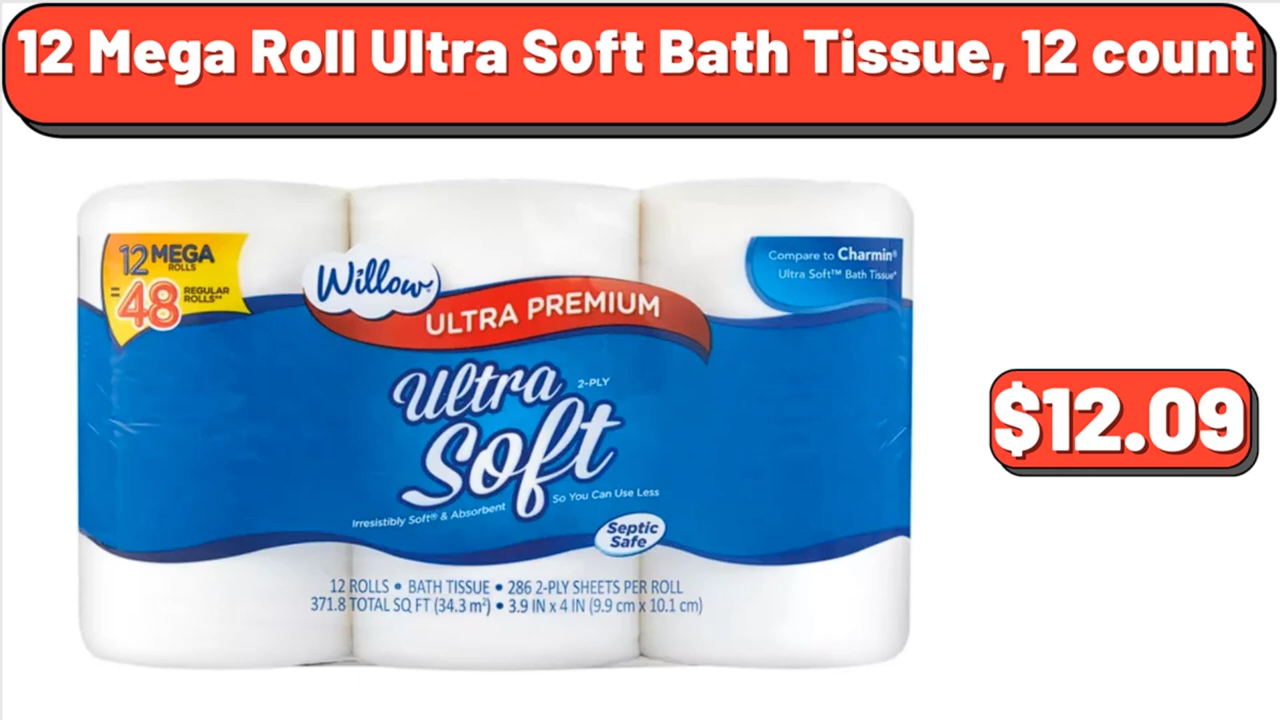 12 Mega Roll Ultra Soft Bath Tissue, 12 count
12 MEGA
ROLLS
= 48 REGULAR
ROLLS**
Willow®
ULTRA PREMIUM
Compare to Charmin®
Ultra Soft™ Bath Tissue*
Ultra 2-PLY
Soft
Irresistibly Soft® & Absorbent So You Can Use Less
Septic
Safe
12 ROLLS • BATH TISSUE • 286 2-PLY SHEETS PER ROLL
371.8 TOTAL SQ FT (34.3 m²) • 3.9 IN x 4 IN (9.9 cm x 10.1 cm)
$12.09